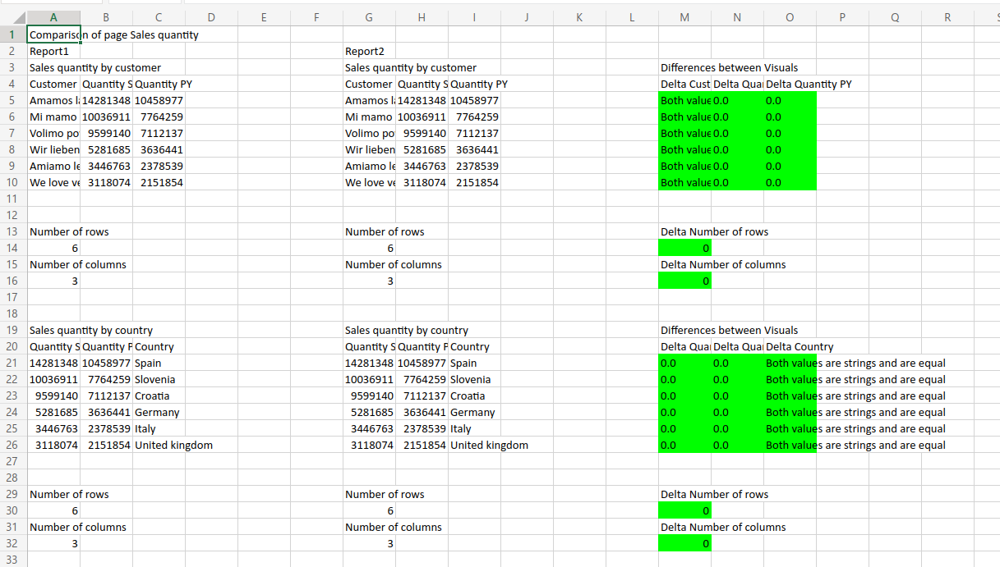 A B C D E F G H I J K L M N O P Q R
1 Comparison of page Sales quantity
2 Report1 Report2
3 Sales quantity by customer Sales quantity by customer Differences between Visuals
4 Customer Quantity S Quantity PY Customer Quantity S Quantity PY Delta Cust Delta Qua Delta Quantity PY
5 Amamos 14281348 10458977 Amamos 14281348 10458977 Both value 0.0 0.0
6 Mi mamo 10036911 7764259 Mi mamo 10036911 7764259 Both value 0.0 0.0
7 Volimo po 9599140 7112137 Volimo po 9599140 7112137 Both value 0.0 0.0
8 Wir lieben 5281685 3636441 Wir lieben 5281685 3636441 Both value 0.0 0.0
9 Amiamo le 3446763 2378539 Amiamo le 3446763 2378539 Both value 0.0 0.0
10 We love ve 3118074 2151854 We love ve 3118074 2151854 Both value 0.0 0.0
11
12
13 Number of rows Number of rows Delta Number of rows
14 6 6 0
15 Number of columns Number of columns Delta Number of columns
16 3 3 0
17
18
19 Sales quantity by country Sales quantity by country Differences between Visuals
20 Quantity S Quantity P Country Quantity S Quantity P Country Delta Qua Delta Qua Delta Country
21 14281348 10458977 Spain 14281348 10458977 Spain 0.0 0.0 Both values are strings and are equal
22 10036911 7764259 Slovenia 10036911 7764259 Slovenia 0.0 0.0 Both values are strings and are equal
23 9599140 7112137 Croatia 9599140 7112137 Croatia 0.0 0.0 Both values are strings and are equal
24 5281685 3636441 Germany 5281685 3636441 Germany 0.0 0.0 Both values are strings and are equal
25 3446763 2378539 Italy 3446763 2378539 Italy 0.0 0.0 Both values are strings and are equal
26 3118074 2151854 United kingdom 3118074 2151854 United kingdom 0.0 0.0 Both values are strings and are equal
27
28
29 Number of rows Number of rows Delta Number of rows
30 6 6 0
31 Number of columns Number of columns Delta Number of columns
32 3 3 0
33